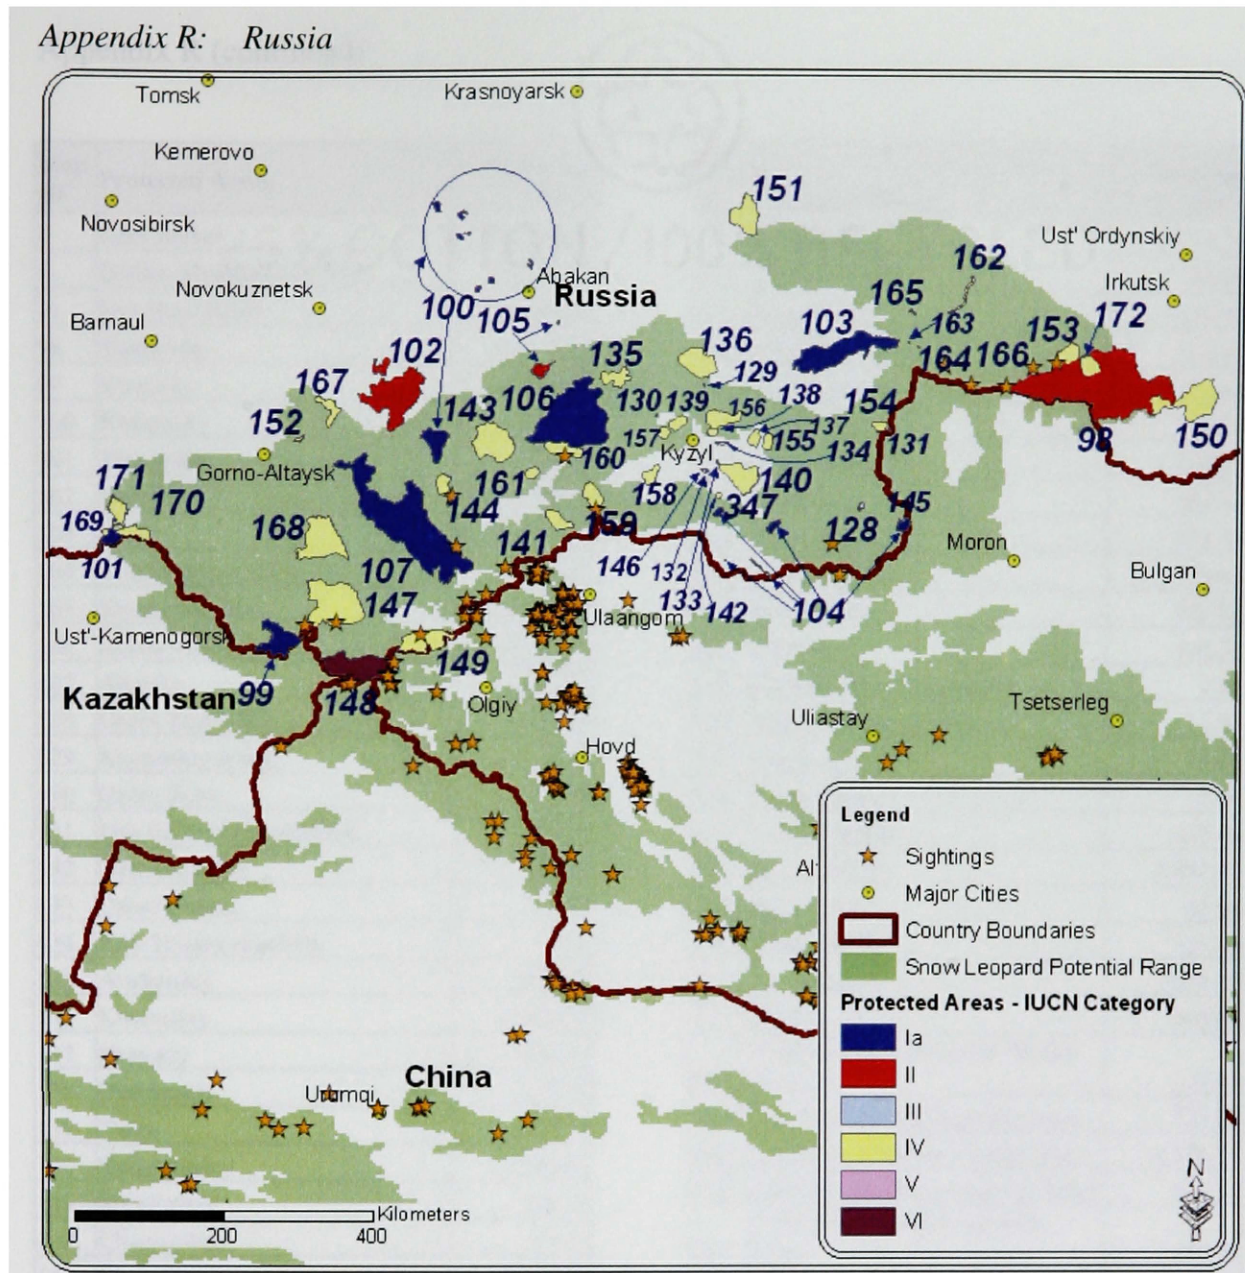 Appendix R: Russia
Tomsk
Krasnoyarsk
Kemerovo
Novosibirsk
151
Ust' Ordynskiy
162
Abakan
Irkutsk
Novokuznetsk
Russia
165
100
105
Barnaul
103
163
172
153
102
135
136
164
166
129
167
106
130
139
138
143
156
154
137
152
157
155
131
98
150
Gorno-Altaysk
160
Kyzyl
134
171
161
158
140
170
144
347
145
169
168
159
128
141
146
Moron
101
107
132
Bulgan
133
142
104
147
Ulaangom
Ust'-Kamenogorsk
149
Kazakhstan
99
148
Olgiy
Tsetserleg
Uliastay
Hovd
Legend
Sightings
Al
Major Cities
Country Boundaries
Snow Leopard Potential Range
Protected Areas - IUCN Category
Ia
China
II
Urumqi
III
IV
N
V
Kilometers
VI
0
200
400